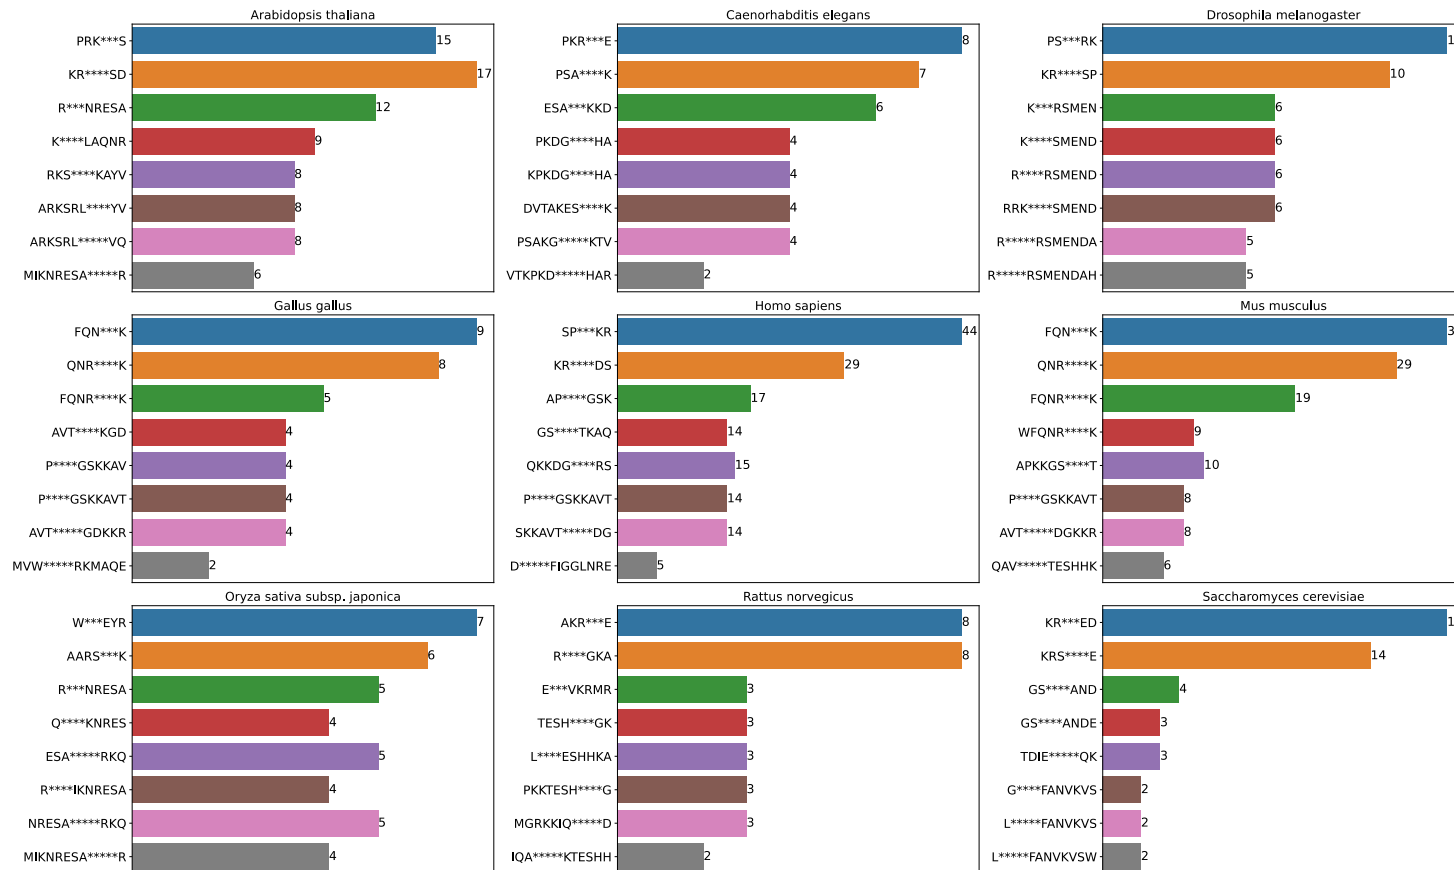 Arabidopsis thaliana
PRK***S 15
KR****SD 17
R***NRESA 12
K****LAQNR 9
RKS****KAYV 8
ARKSRL****YV 8
ARKSRL*****VQ 8
MIKNRESA*****R 6
Caenorhabditis elegans
PKR***E 8
PSA****K 7
ESA***KKD 6
PKDG****HA 4
KPKDG****HA 4
DVTAKES****K 4
PSAKG*****KTV 4
VTKPKD*****HAR 2
Drosophila melanogaster
PS***RK 1
KR****SP 10
K***RSMEN 6
K****SMEND 6
R****RSMEND 6
RRK****SMEND 6
R*****RSMENDA 5
R*****RSMENDAH 5
Gallus gallus
FQN***K 9
QNR****K 8
FQNR****K 5
AVT****KGD 4
P****GSKKAV 4
P****GSKKAVT 4
AVT*****GDKKR 4
MVW*****RKMAQE 2
Homo sapiens
SP***KR 44
KR****DS 29
AP****GSK 17
GS****TKAQ 14
QKKDG****RS 15
P****GSKKAVT 14
SKKAVT*****DG 14
D*****FIGGLNRE 5
Mus musculus
FQN***K 3
QNR****K 29
FQNR****K 19
WFQNR****K 9
APKKGS****T 10
P****GSKKAVT 8
AVT*****DGKKR 8
QAV*****TESHHK 6
Oryza sativa subsp. japonica
W***EYR 7
AARS***K 6
R***NRESA 5
Q****KNRES 4
ESA*****RKQ 5
R****IKNRESA 4
NRESA*****RKQ 5
MIKNRESA*****R 4
Rattus norvegicus
AKR***E 8
R****GKA 8
E***VKRMR 3
TESH****GK 3
L****ESHHKA 3
PKKTESH****G 3
MGRKKIQ*****D 3
IQA*****KTESHH 2
Saccharomyces cerevisiae
KR***ED 1
KRS****E 14
GS****AND 4
GS****ANDE 3
TDIE*****QK 3
G****FANVKVS 2
L*****FANVKVS 2
L*****FANVKVSW 2